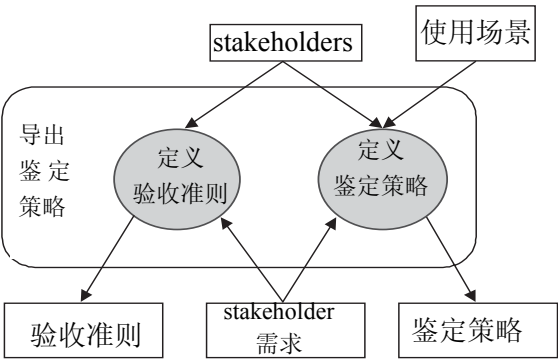 stakeholders
使用场景
导出
鉴定
策略
定义
验收准则
定义
鉴定策略
验收准则
stakeholder
需求
鉴定策略